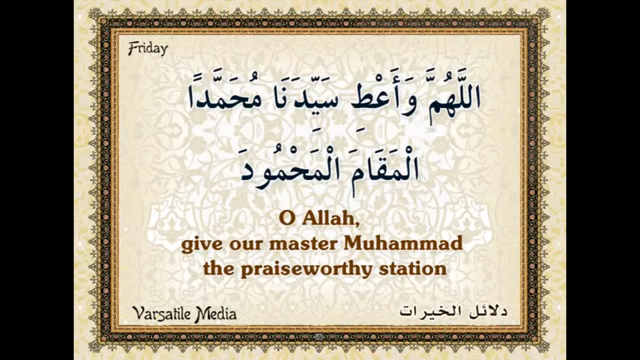 Friday
اللَّهُمَّ وَأَعْطِ سَيِّدَنَا مُحَمَّدًا
الْمَقَامَ الْمَحْمُودَ
O Allah,
give our master Muhammad
the praiseworthy station
Varsatile Media
دلائل الخيرات